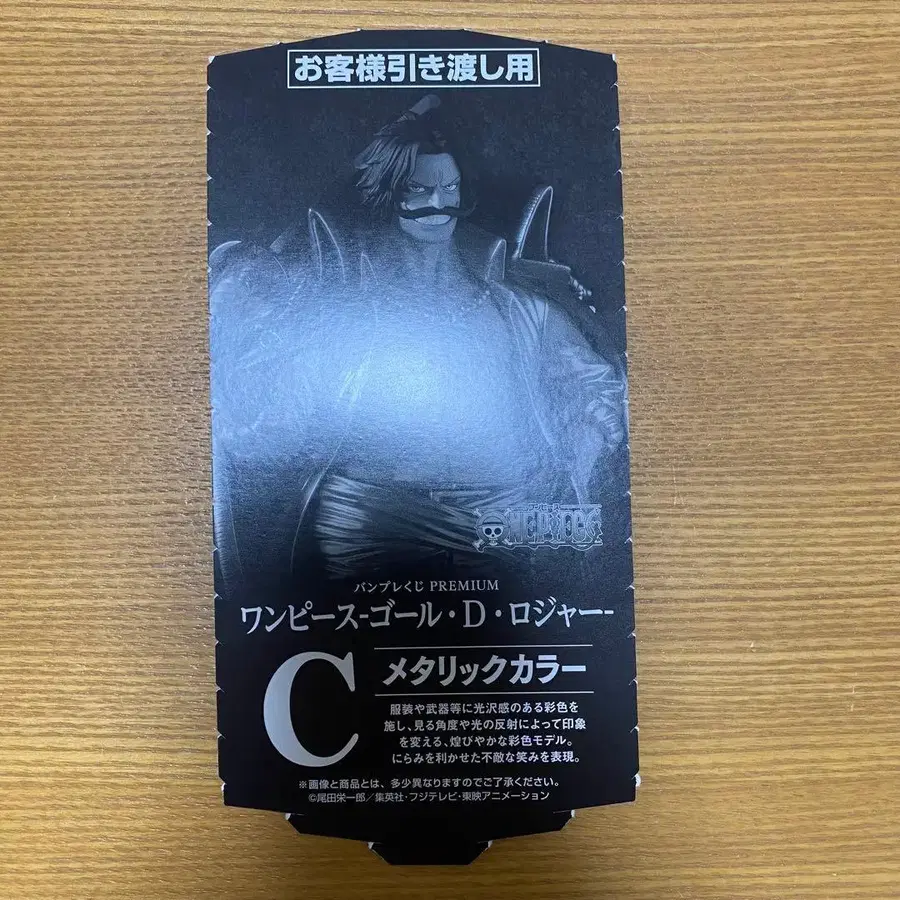 お客様引き渡し用
ワンピース
ONE PIECE
バンプレくじ PREMIUM
ワンピース-ゴール・D・ロジャー-
C
メタリックカラー
服装や武器等に光沢感のある彩色を
施し、見る角度や光の反射によって印象
を変える、煌びやかな彩色モデル。
にらみを利かせた不敵な笑みを表現。
※画像と商品とは、多少異なりますのでご了承ください。
©尾田栄一郎／集英社・フジテレビ・東映アニメーション